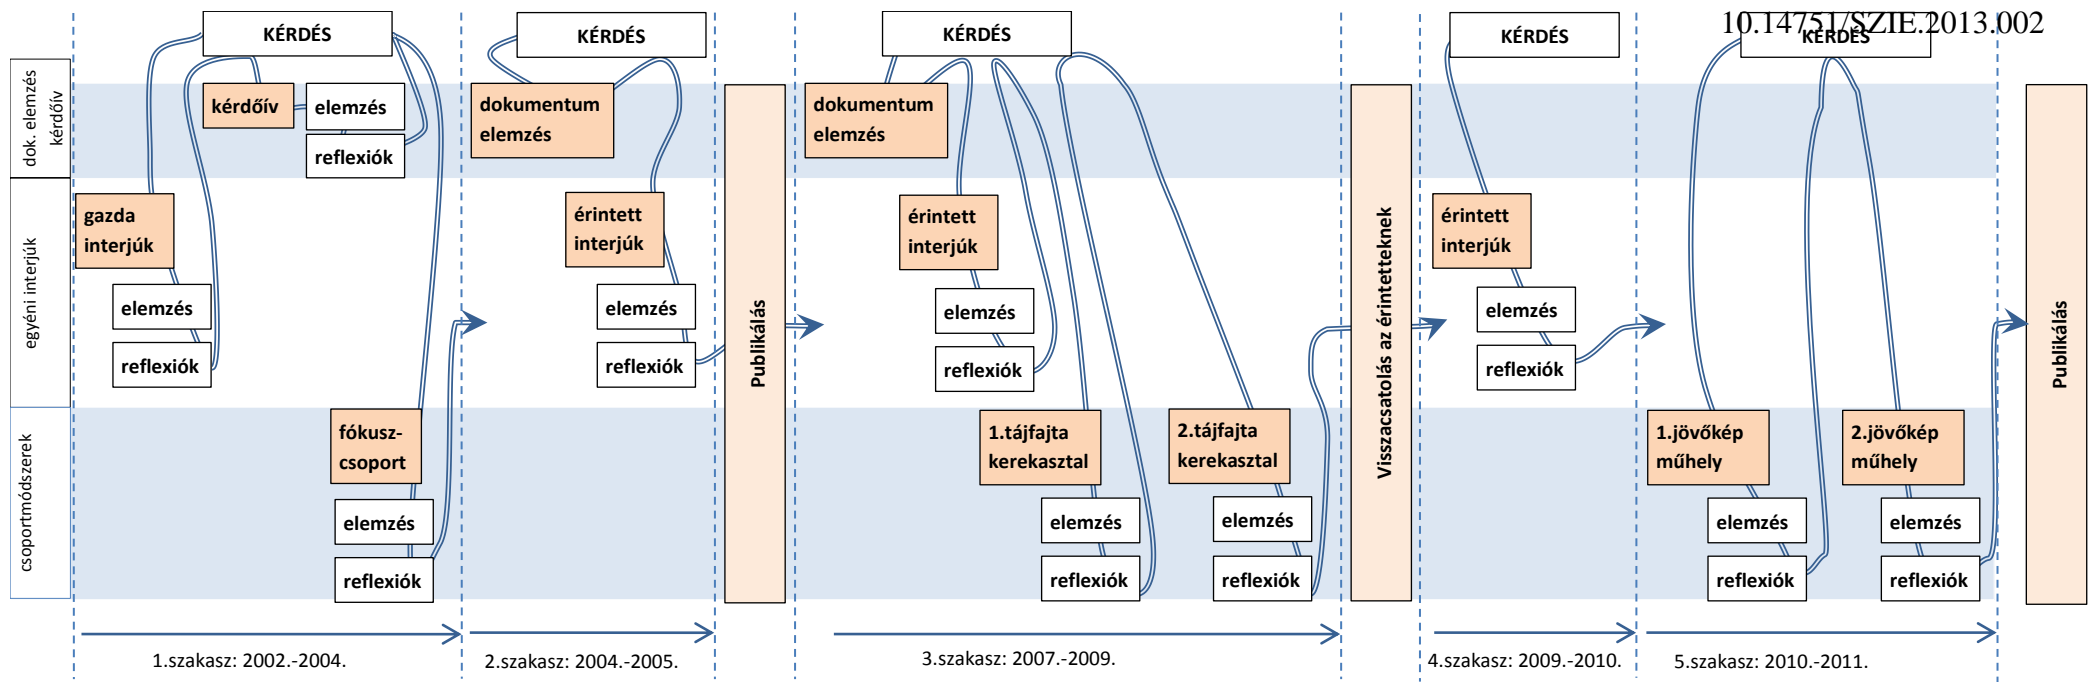 10.14751/SZIE.2013.002
KÉRDÉS
KÉRDÉS
KÉRDÉS
KÉRDÉS
KÉRDÉS
dok. elemzés
kérdőív
egyéni interjúk
csoportmódszerek
kérdőív
elemzés
reflexiók
gazda
interjúk
elemzés
reflexiók
fókusz-
csoport
elemzés
reflexiók
dokumentum
elemzés
érintett
interjúk
elemzés
reflexiók
Publikálás
dokumentum
elemzés
érintett
interjúk
elemzés
reflexiók
1.tájfajta
kerekasztal
elemzés
reflexiók
2.tájfajta
kerekasztal
elemzés
reflexiók
Visszacsatolás az érintetteknek
érintett
interjúk
elemzés
reflexiók
1.jövőkép
műhely
elemzés
reflexiók
2.jövőkép
műhely
elemzés
reflexiók
Publikálás
1.szakasz: 2002.-2004.
2.szakasz: 2004.-2005.
3.szakasz: 2007.-2009.
4.szakasz: 2009.-2010.
5.szakasz: 2010.-2011.